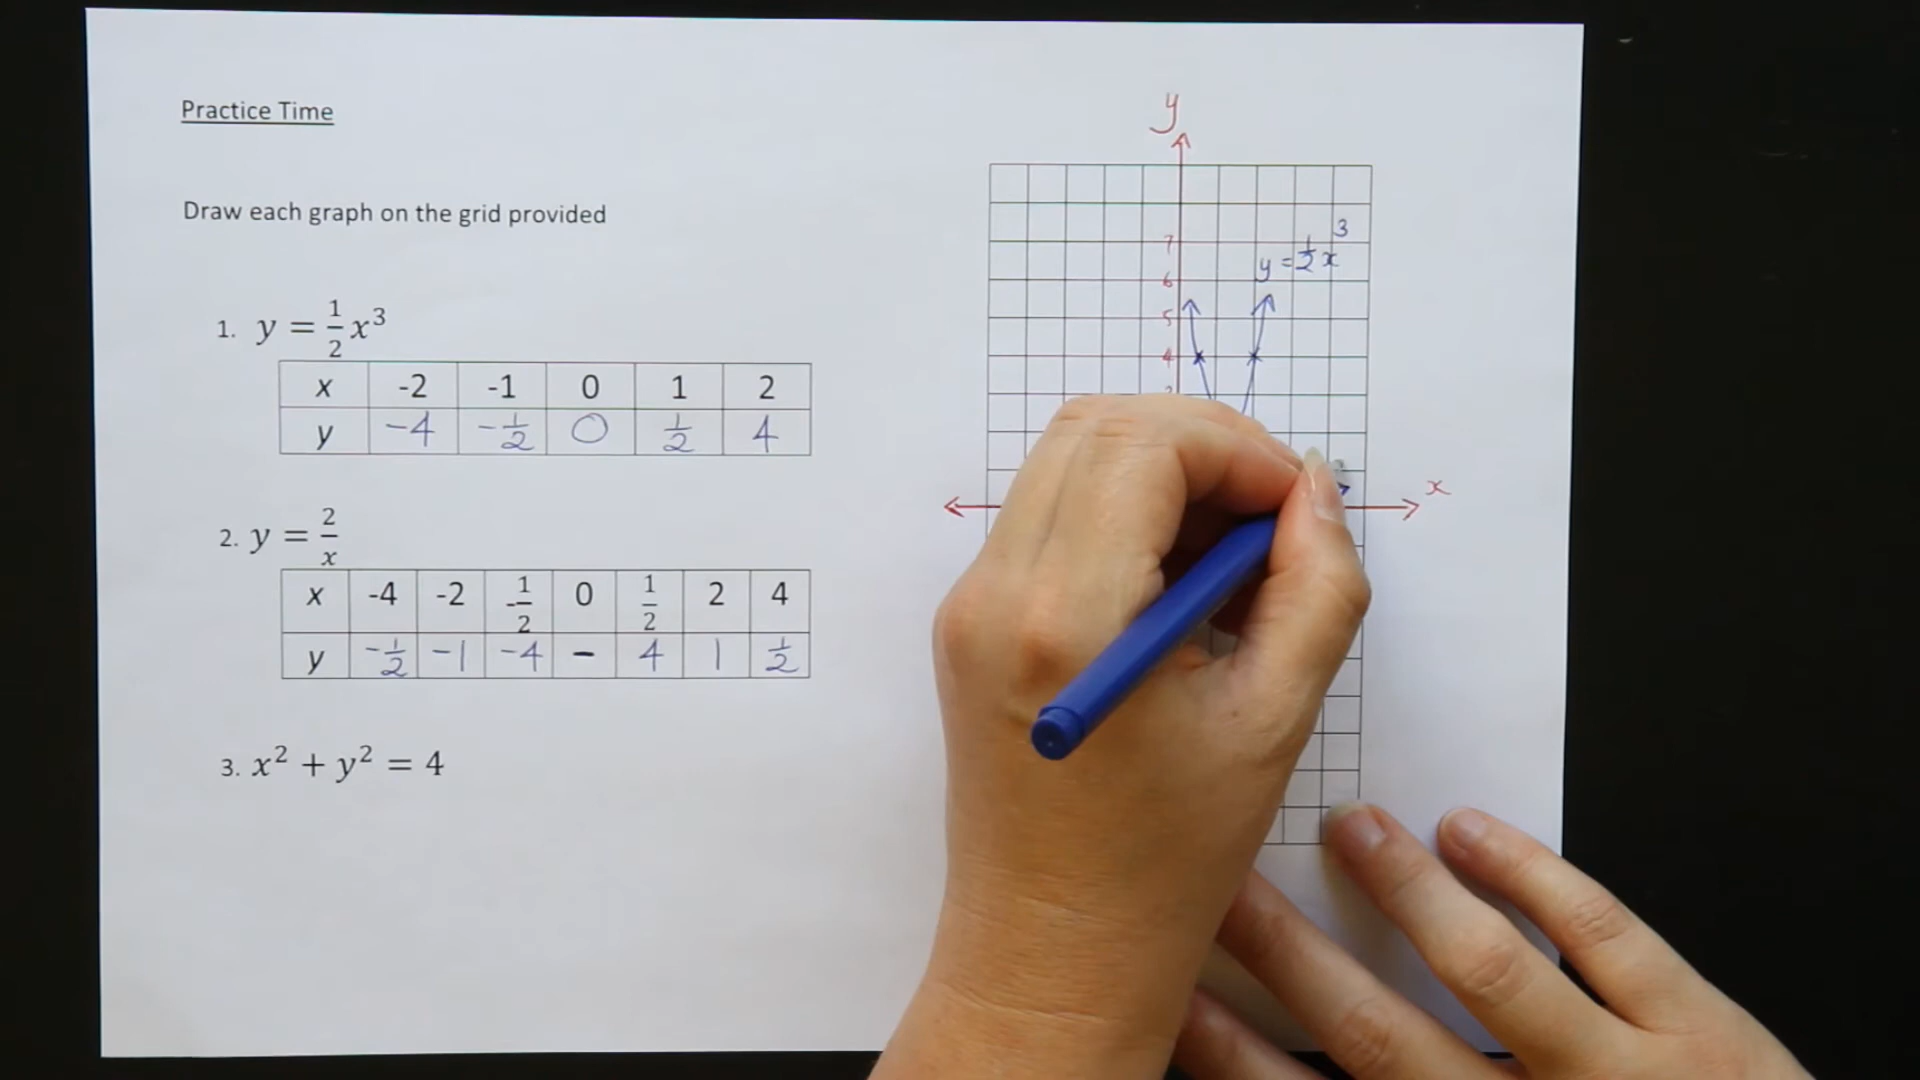 Practice Time
Draw each graph on the grid provided
1. y = 1/2 x³
x -2 -1 0 1 2
y -4 -1/2 0 1/2 4
2. y = 2/x
x -4 -2 -1/2 0 1/2 2 4
y -1/2 -1 -4 - 4 1 1/2
3. x² + y² = 4
y
7
y = 1/2 x³
6
5
4
x